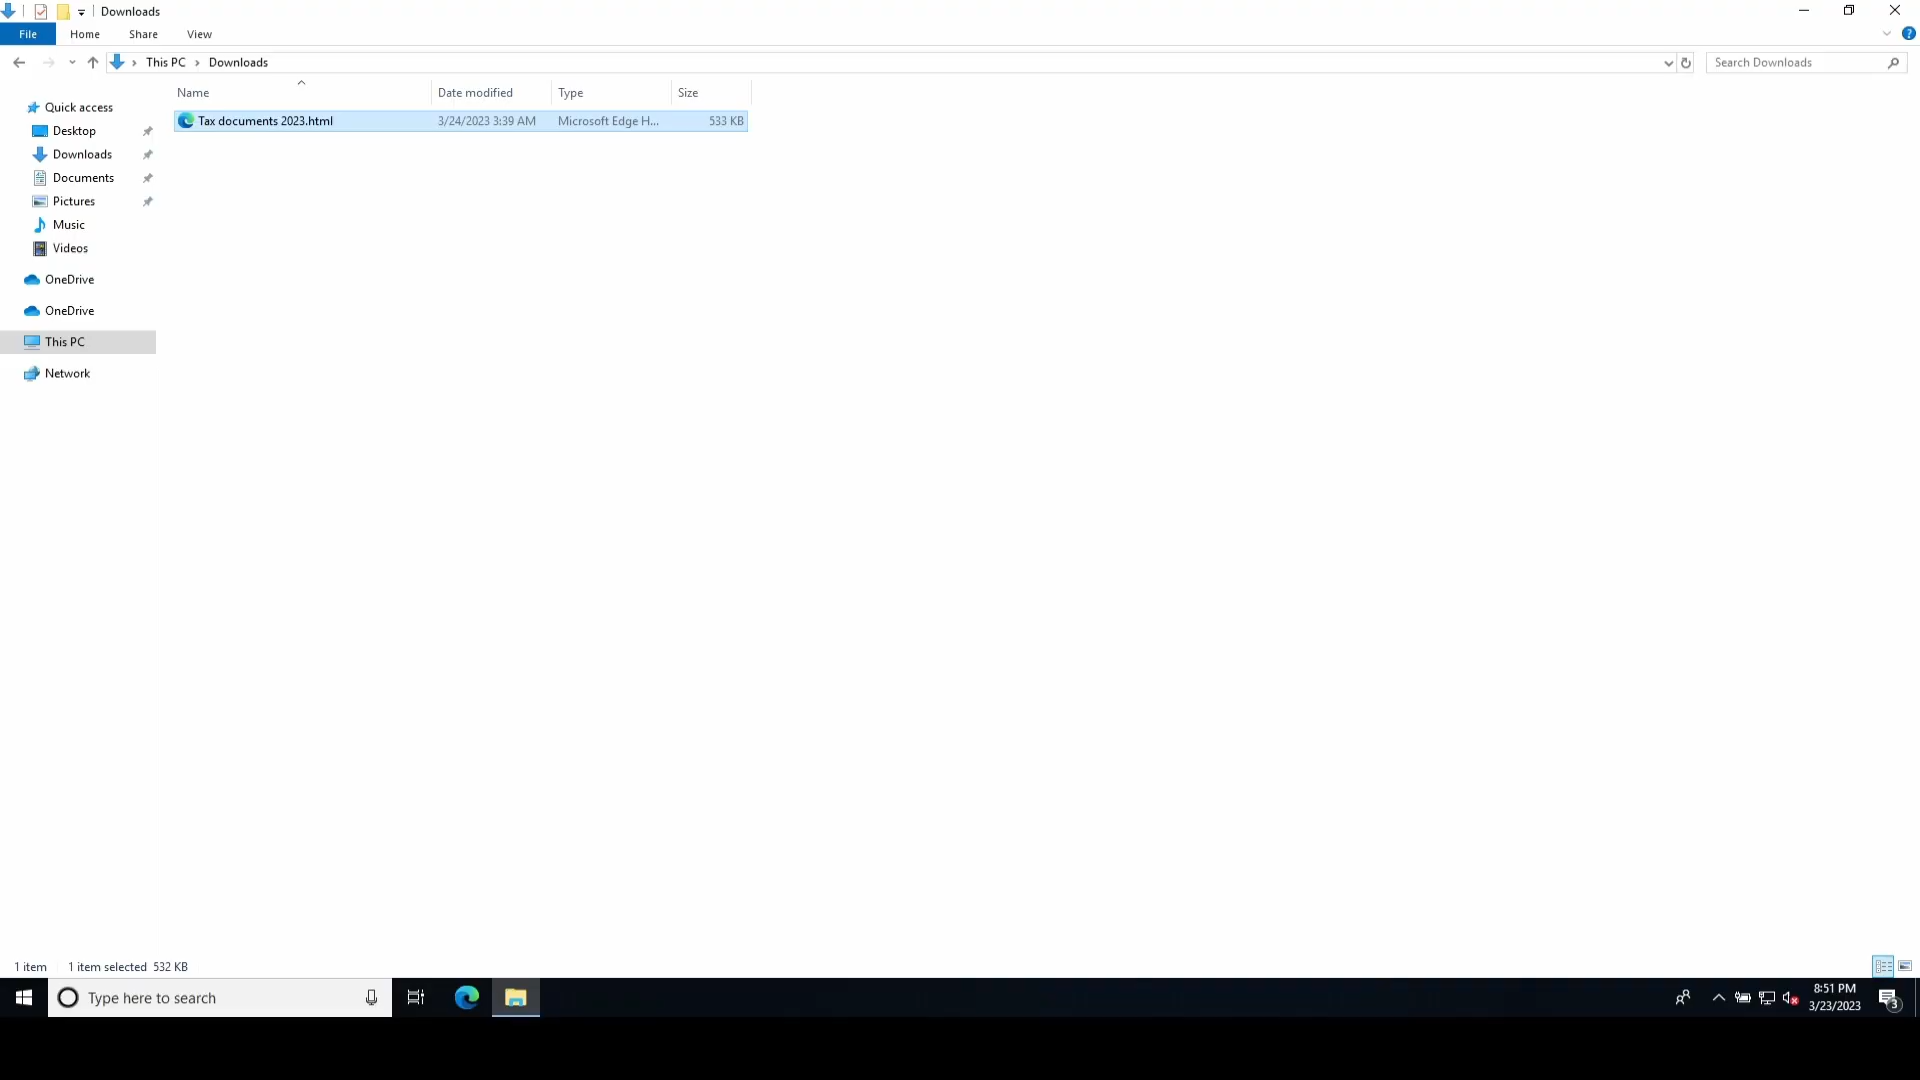 Downloads
File Home Share View
This PC Downloads
Search Downloads
Name Date modified Type Size
Tax documents 2023.html 3/24/2023 3:39 AM Microsoft Edge H... 533 KB
Quick access
Desktop
Downloads
Documents
Pictures
Music
Videos
OneDrive
OneDrive
This PC
Network
1 item 1 item selected 532 KB
Type here to search
8:51 PM
3/23/2023
3